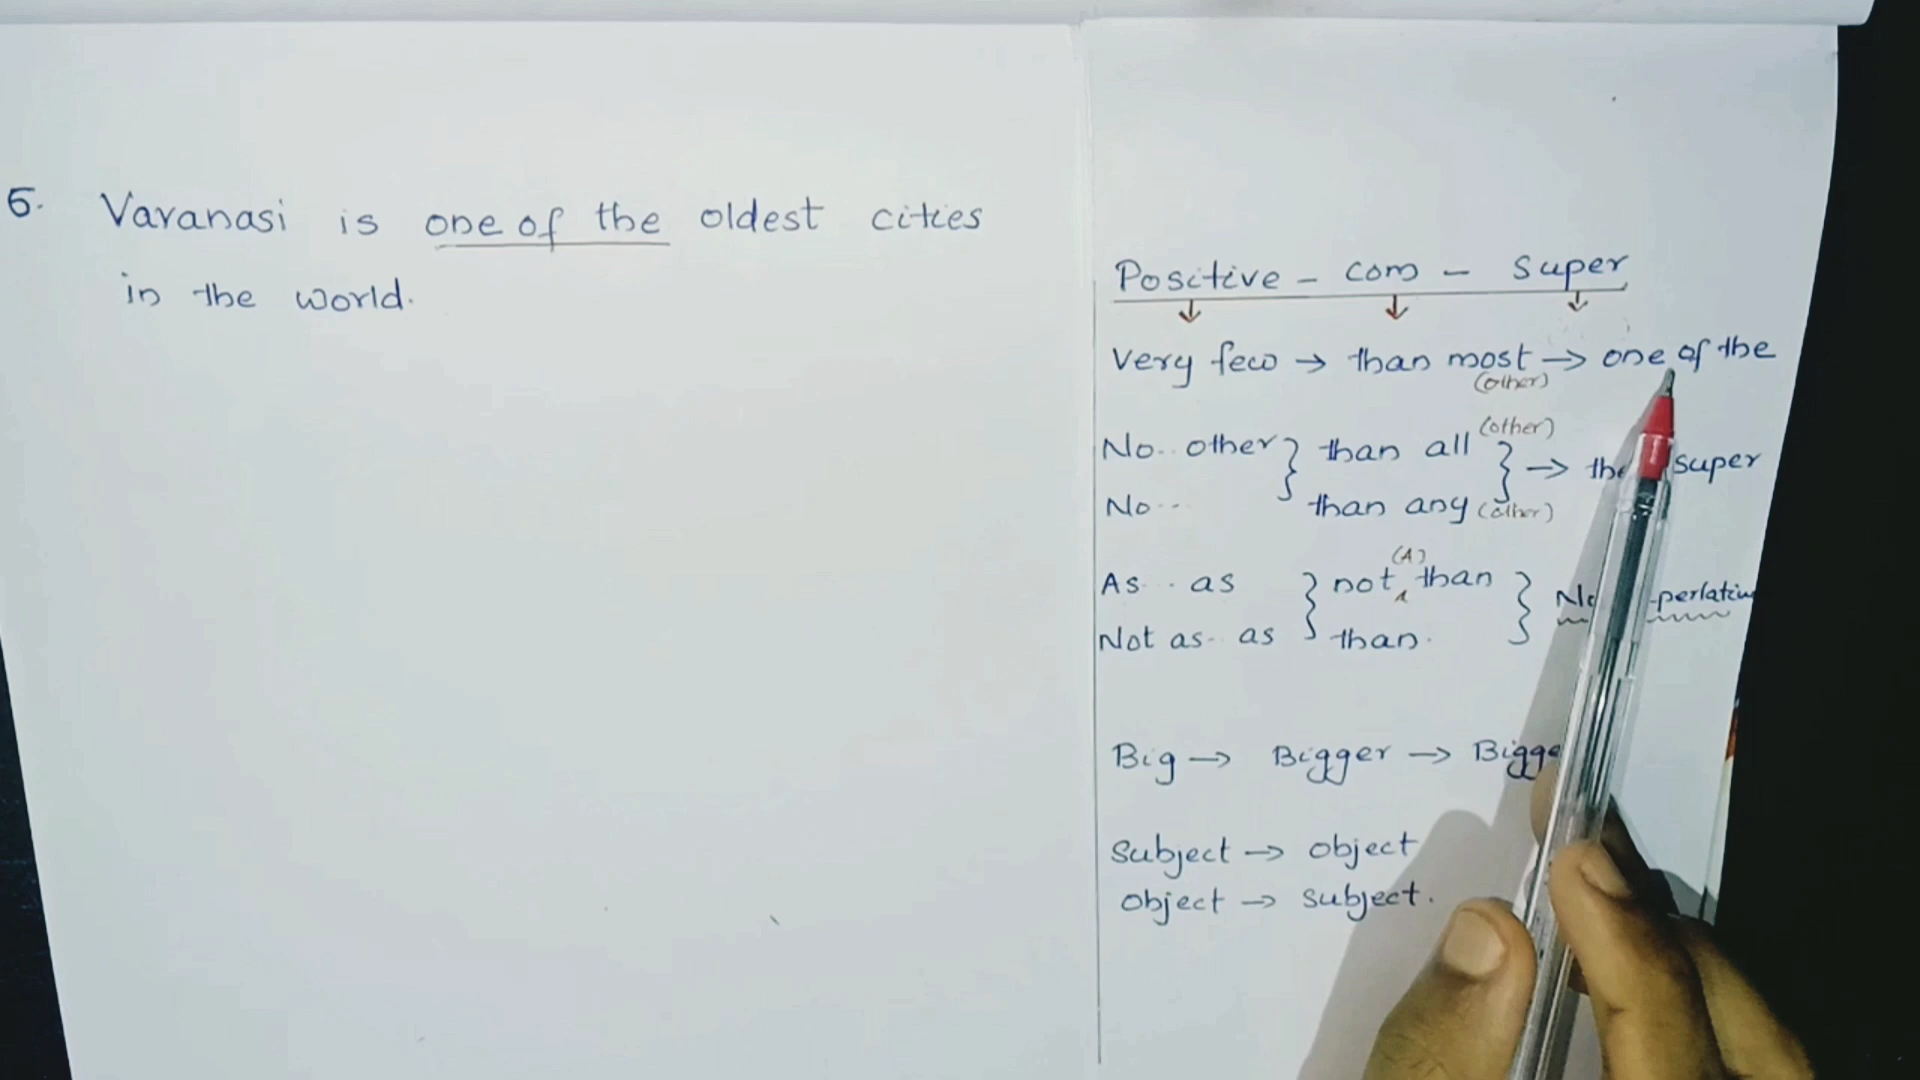 5. Varanasi is one of the oldest cities
in the world.
Positive - com - super
Very few → than most → one of the
(other)
No.. other } than all (other) } → the super
No... than any (other)
As... as } not (A) than }
Not as.. as than.
Big → Bigger →
Subject → object
object → subject.